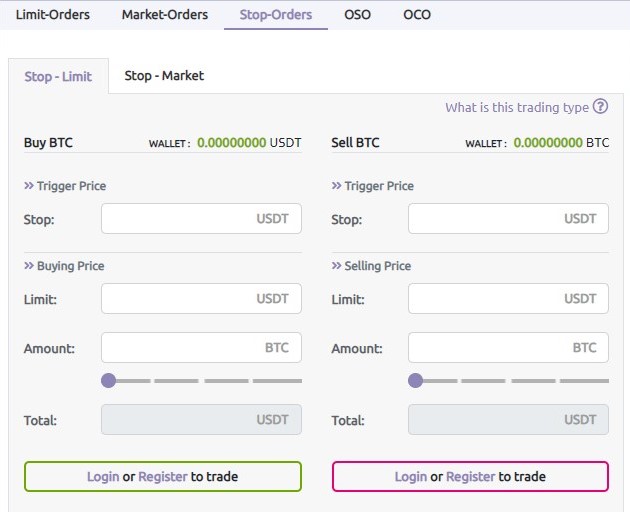 Limit-Orders Market-Orders Stop-Orders OSO OCO
Stop - Limit Stop - Market
What is this trading type ?
Buy BTC WALLET : 0.00000000 USDT Sell BTC WALLET : 0.00000000 BTC
» Trigger Price » Trigger Price
Stop: USDT Stop: USDT
» Buying Price » Selling Price
Limit: USDT Limit: USDT
Amount: BTC Amount: BTC
Total: USDT Total: USDT
Login or Register to trade Login or Register to trade